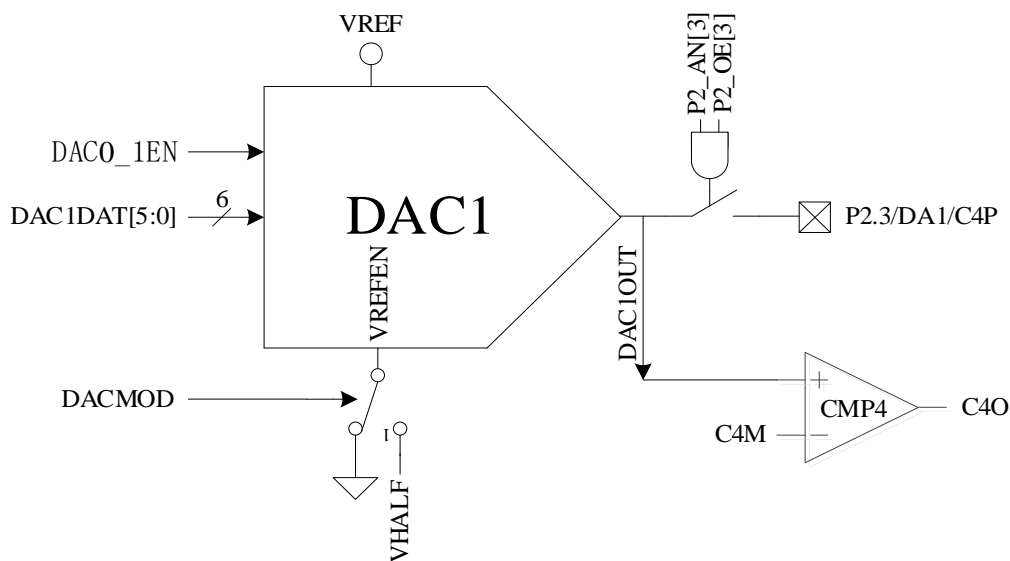 VREF
P2_AN[3]
P2_OE[3]
DAC0_1EN
6
DAC1DAT[5:0]
DAC1
P2.3/DA1/C4P
VREFEN
DAC1OUT
DACMOD
CMP4
C4O
C4M
1
VHALF